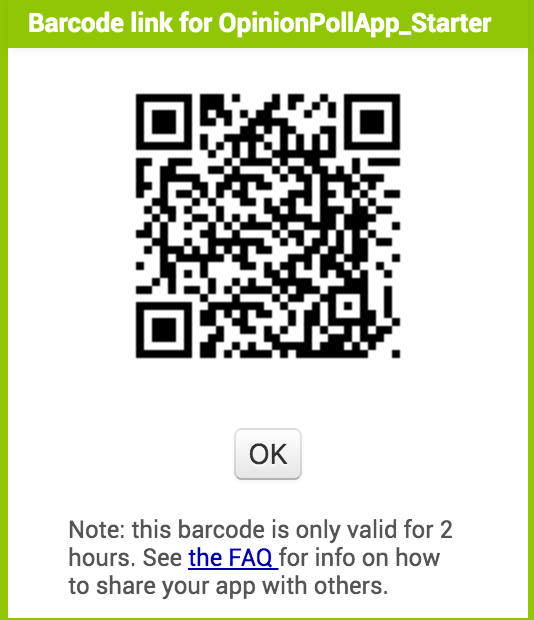 Barcode link for OpinionPollApp_Starter
OK
Note: this barcode is only valid for 2
hours. See the FAQ for info on how
to share your app with others.